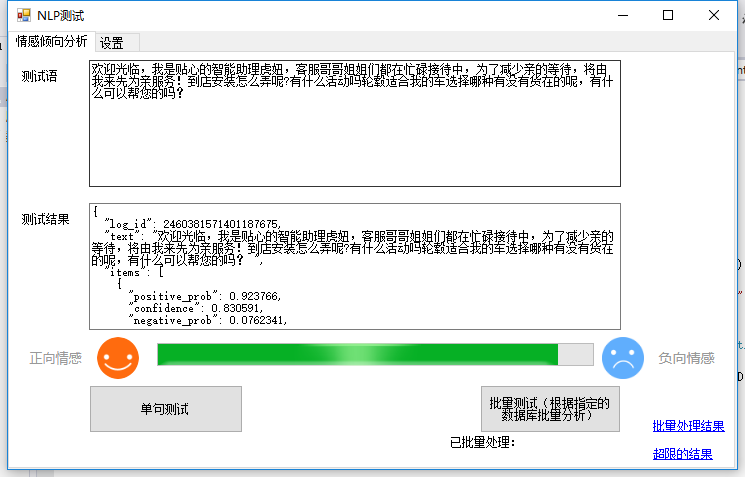 NLP测试
情感倾向分析 设置
测试语
欢迎光临，我是贴心的智能助理虎妞，客服哥哥姐姐们都在忙碌接待中，为了减少亲的等待，将由
我来先为亲服务！到店安装怎么弄呢?有什么活动吗轮毂适合我的车选择哪种有没有货在的呢，有什
么可以帮您的吗？
测试结果
{
"log_id": 2460381571401187675,
"text": "欢迎光临，我是贴心的智能助理虎妞，客服哥哥姐姐们都在忙碌接待中，为了减少亲的
等待，将由我来先为亲服务！到店安装怎么弄呢?有什么活动吗轮毂适合我的车选择哪种有没有货在
的呢，有什么可以帮您的吗？ ",
"items": [
{
"positive_prob": 0.923766,
"confidence": 0.830591,
"negative_prob": 0.0762341,
正向情感 负向情感
单句测试
批量测试（根据指定的
数据库批量分析）
已批量处理：
批量处理结果
超限的结果